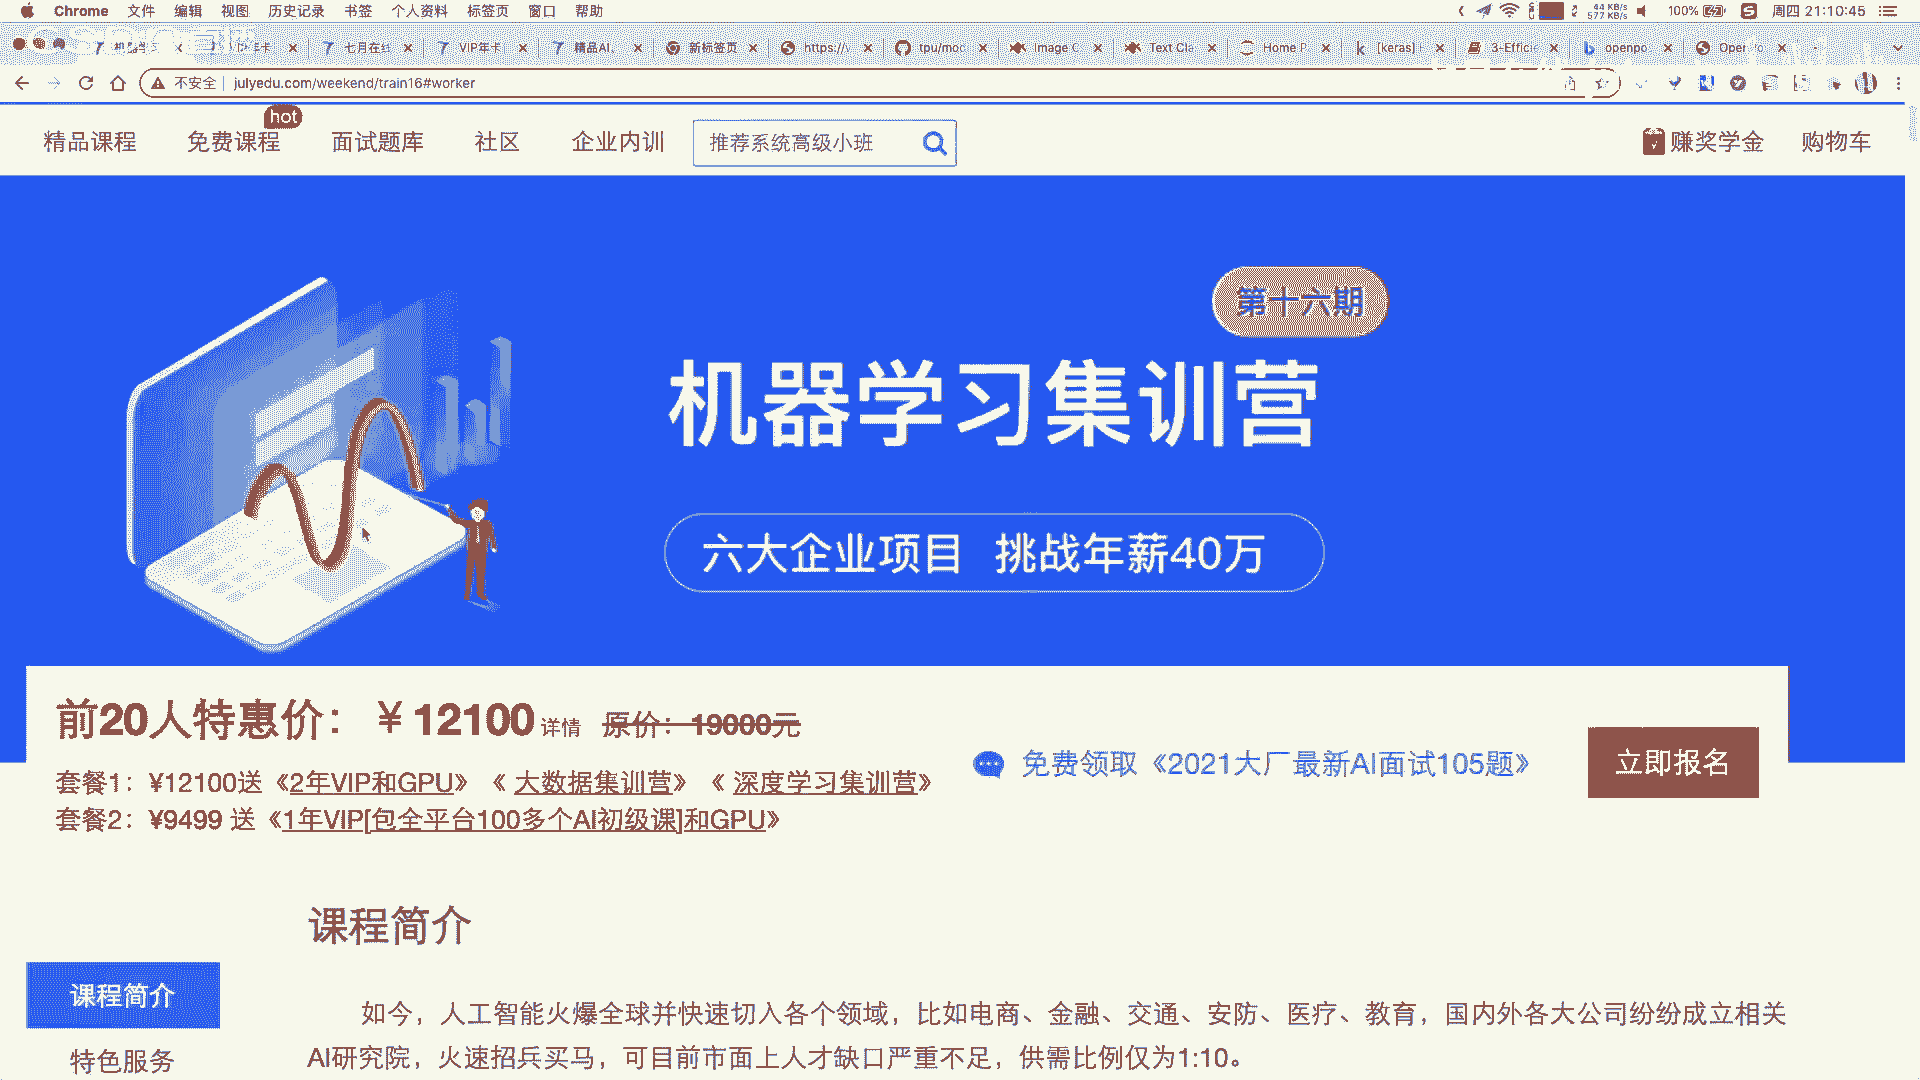 Chrome 文件 编辑 视图 历史记录 书签 个人资料 标签页 窗口 帮助
44 KB/s
577 KB/s
100%
周四 21:10:45
VIP年卡 七月在线 VIP年卡 精品AI 新标签页 https://v tpu/moc Image C Text Cla Home P [keras] 3-Efficie openpo
不安全 julyedu.com/weekend/train16#worker
hot
精品课程 免费课程 面试题库 社区 企业内训 推荐系统高级小班 赚奖学金 购物车
第十六期
机器学习集训营
六大企业项目 挑战年薪40万
前20人特惠价：￥12100 详情 原价：19000元
套餐1：¥12100送《2年VIP和GPU》《 大数据集训营》《 深度学习集训营》
套餐2：¥9499 送《1年VIP[包全平台100多个AI初级课]和GPU》
免费领取《2021大厂最新AI面试105题》
立即报名
课程简介
课程简介
特色服务
如今，人工智能火爆全球并快速切入各个领域，比如电商、金融、交通、安防、医疗、教育，国内外各大公司纷纷成立相关
AI研究院，火速招兵买马，可目前市面上人才缺口严重不足，供需比例仅为1:10。